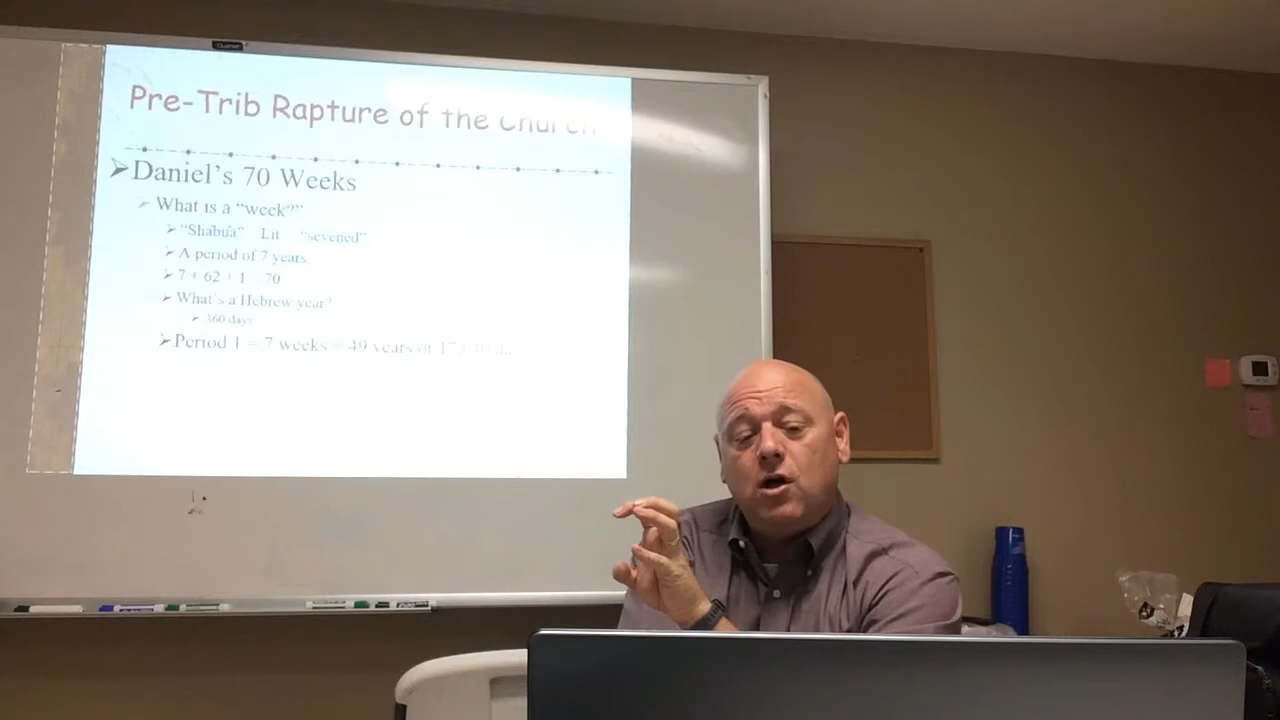 Pre-Trib Rapture of the Church
Daniel's 70 Weeks
What is a "week?"
"Shabua" Lit "sevened"
A period of 7 years
7 + 62 + 1 = 70
What's a Hebrew year?
360 days
Period 1 = 7 weeks = 49 years or